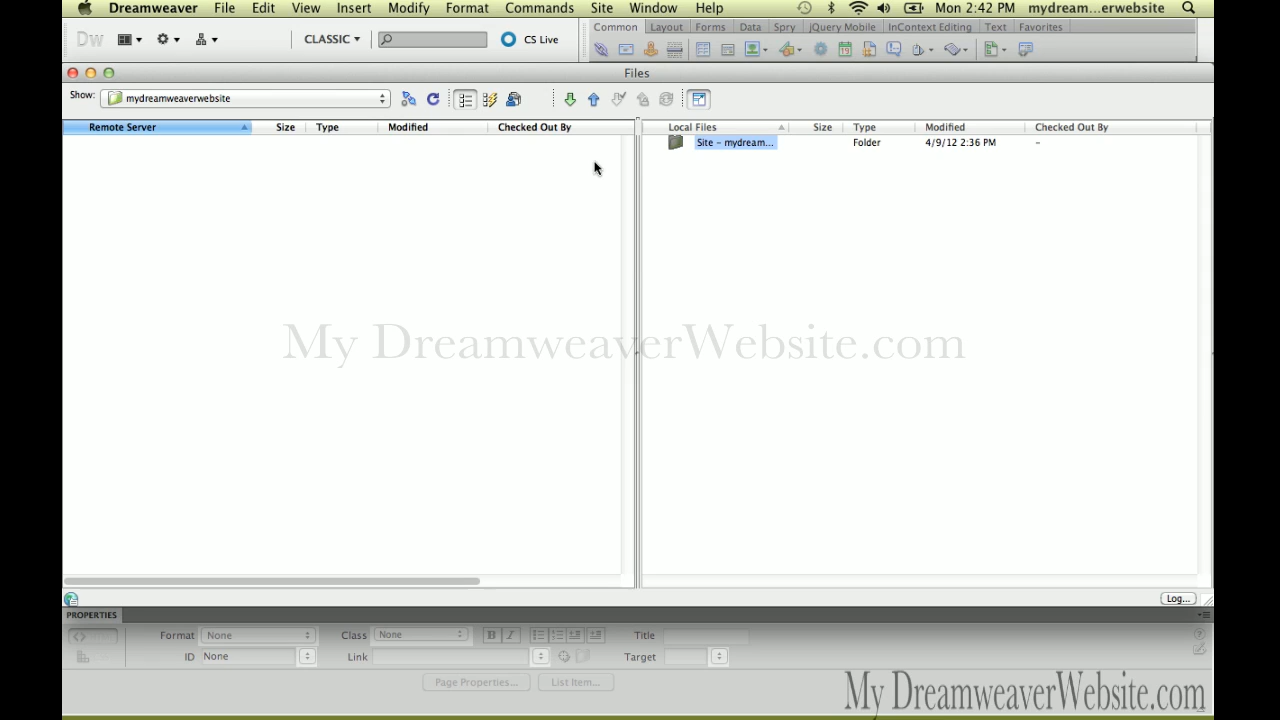 Dreamweaver File Edit View Insert Modify Format Commands Site Window Help Mon 2:42 PM mydream...erwebsite
Dw CLASSIC CS Live
Common Layout Forms Data Spry jQuery Mobile InContext Editing Text Favorites
Files
Show: mydreamweaverwebsite
Remote Server Size Type Modified Checked Out By
Local Files Size Type Modified Checked Out By
Site - mydream... Folder 4/9/12 2:36 PM -
My DreamweaverWebsite.com
Log...
PROPERTIES
Format None Class None B I Title
ID None Link Target
Page Properties... List Item...
My DreamweaverWebsite.com